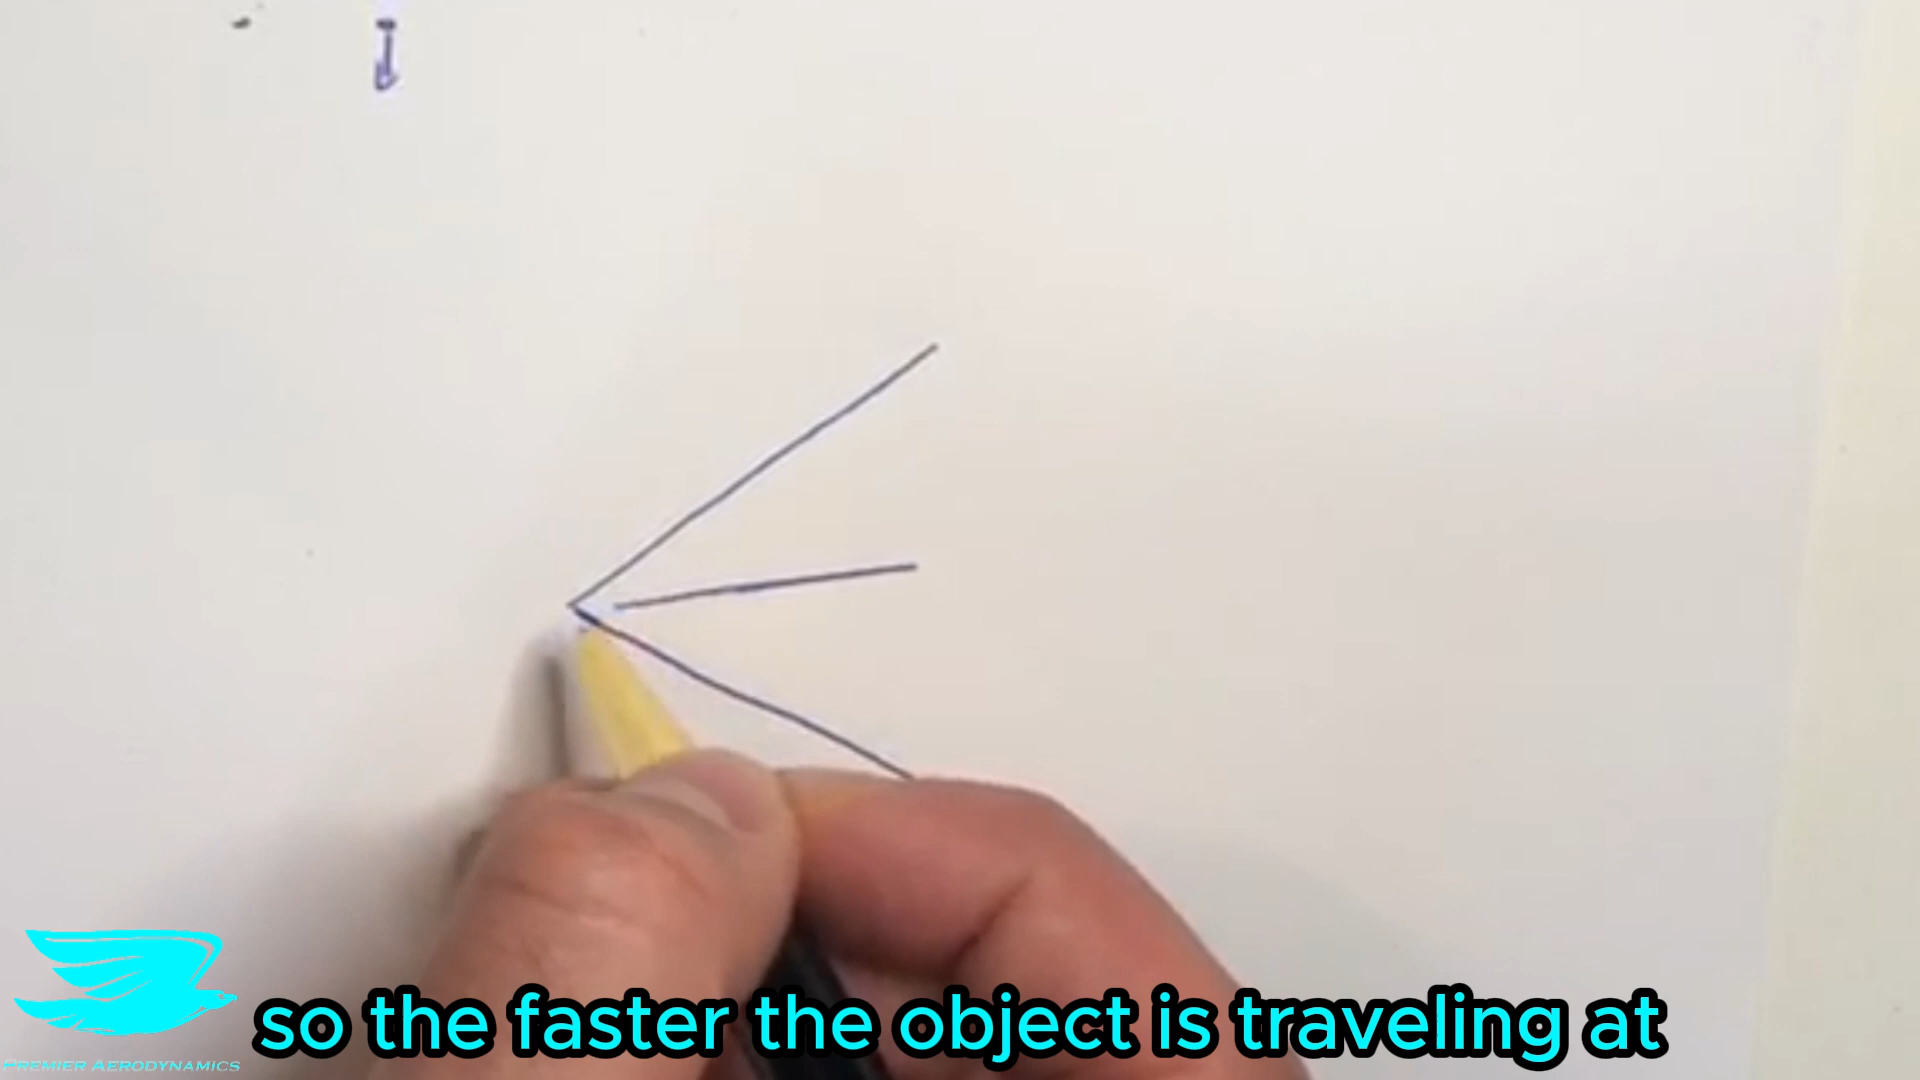 so the faster the object is traveling at
PREMIER AERODYNAMICS